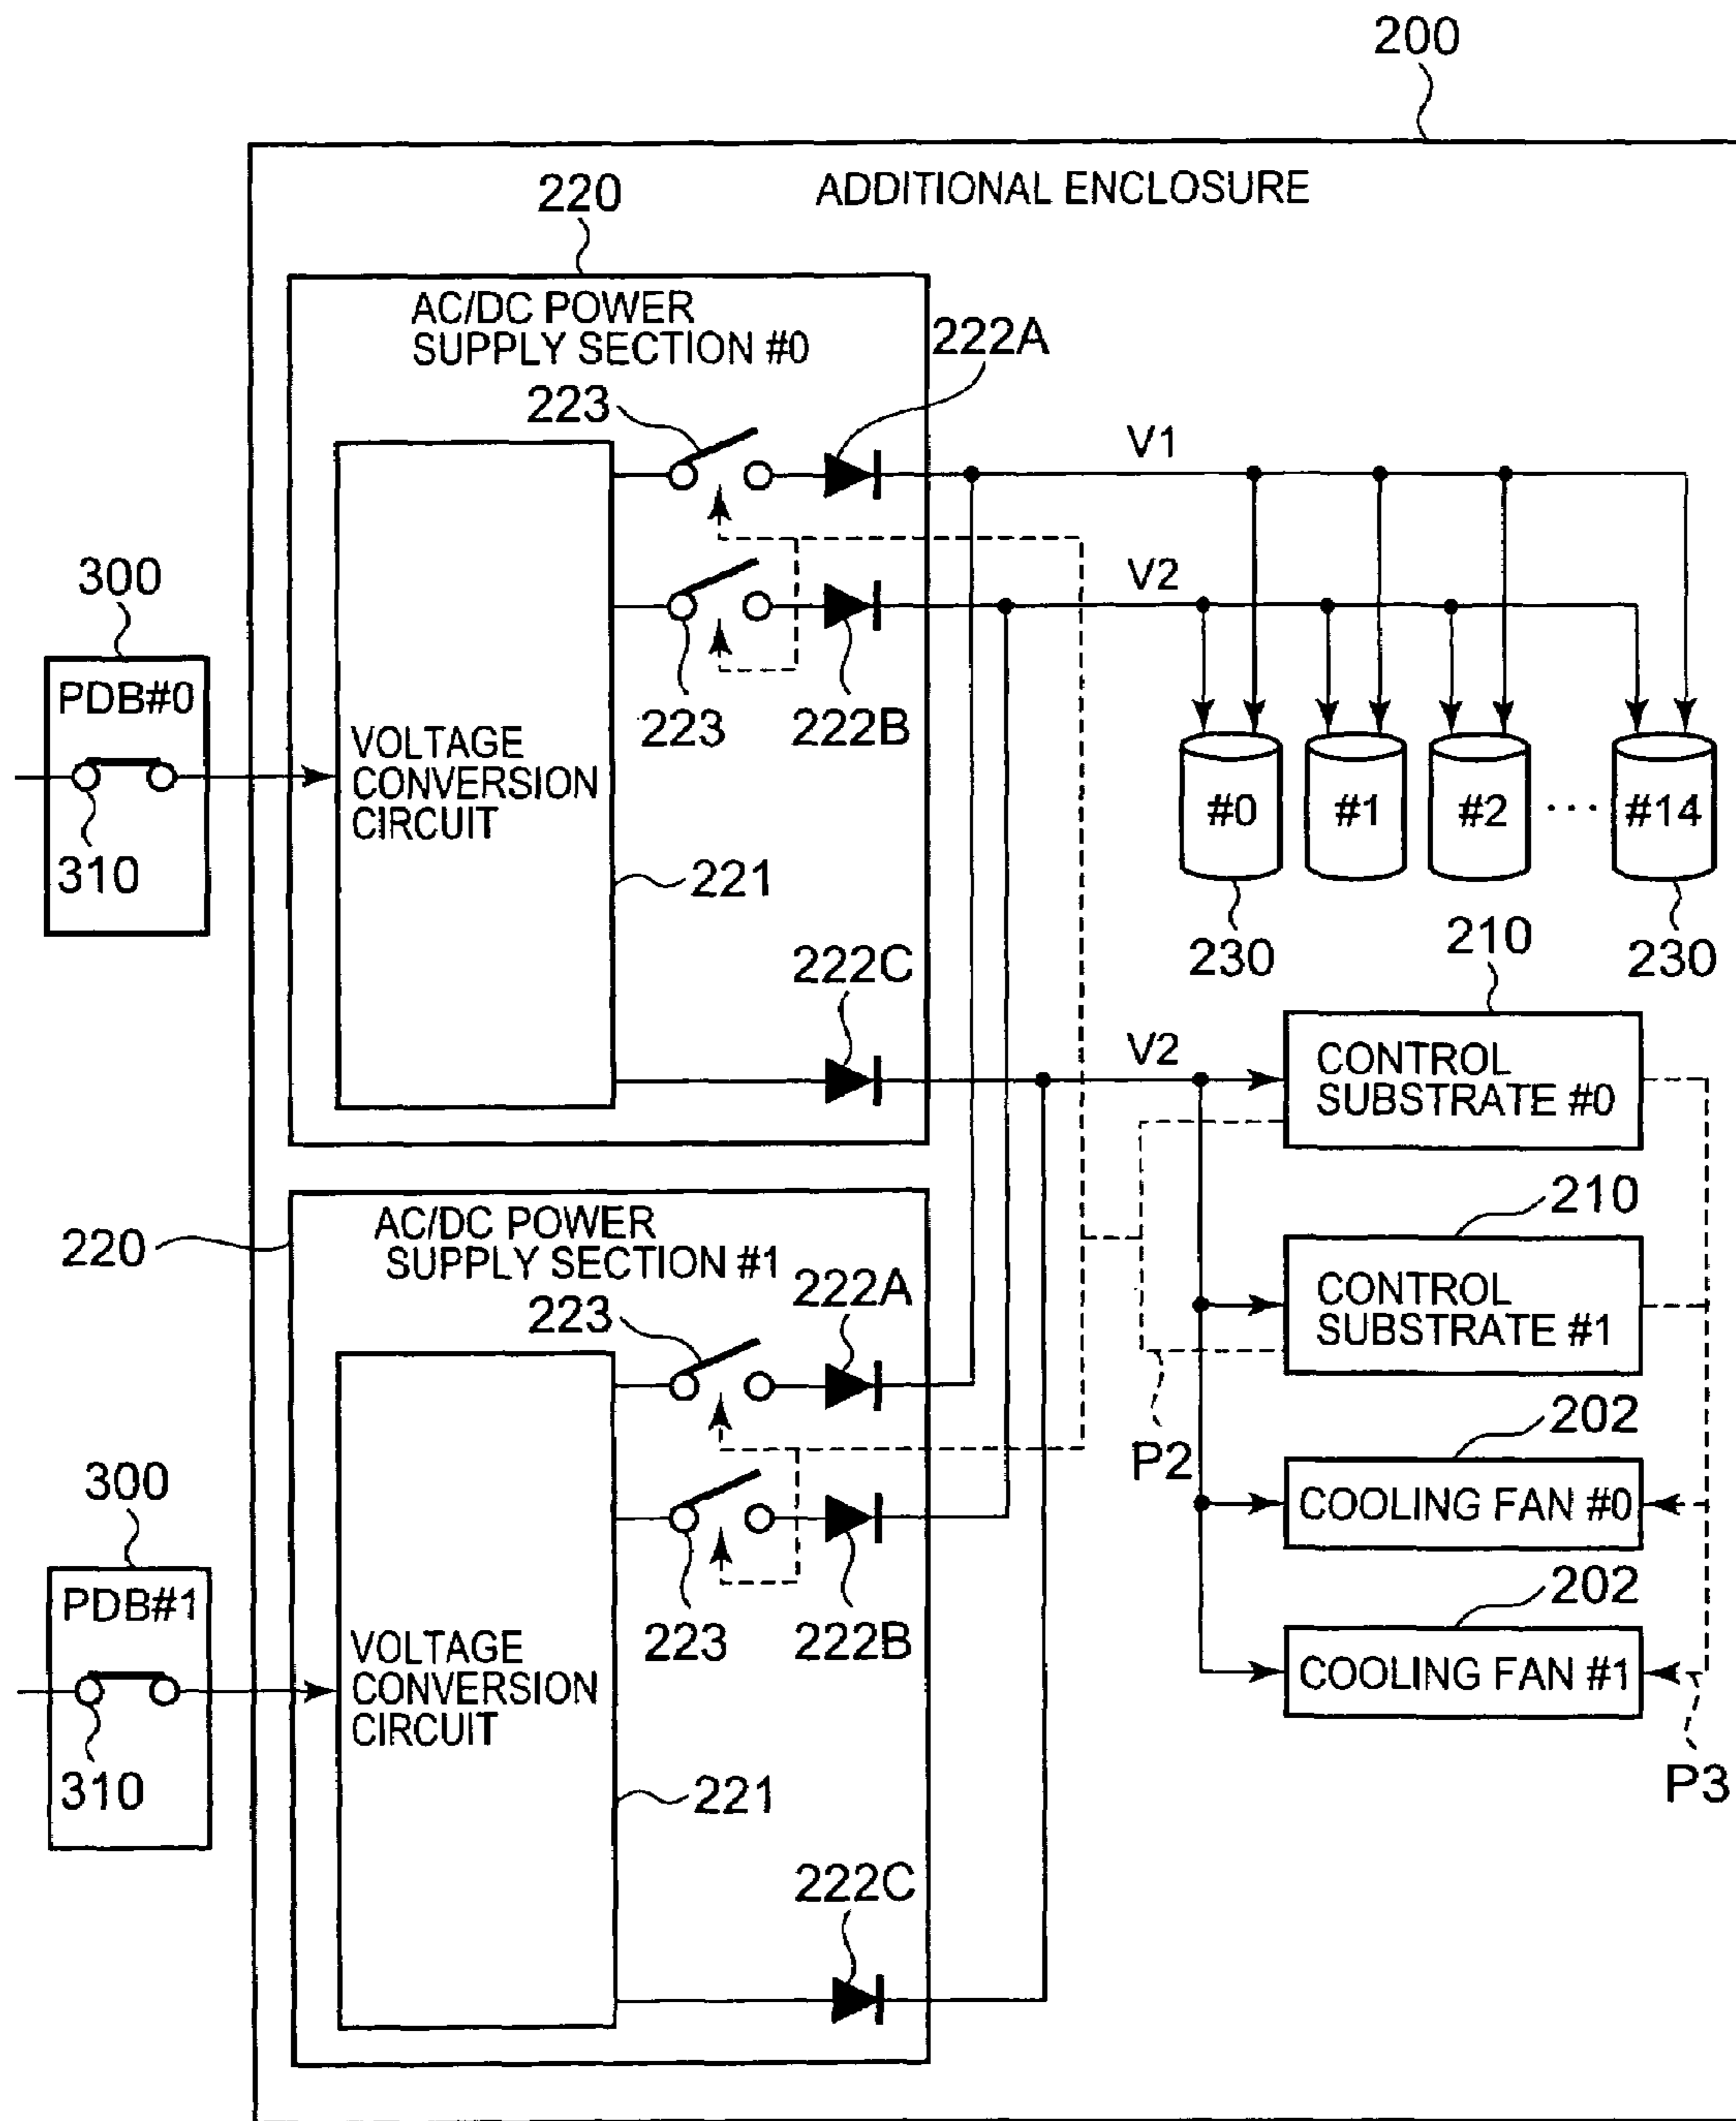 200
ADDITIONAL ENCLOSURE
220
AC/DC POWER
SUPPLY SECTION #0
222A
223
V1
300
V2
PDB#0
223
222B
VOLTAGE
CONVERSION
CIRCUIT
310
#0
#1
#2
...
#14
221
230
210
230
222C
V2
CONTROL
SUBSTRATE #0
220
AC/DC POWER
SUPPLY SECTION #1
210
222A
223
CONTROL
SUBSTRATE #1
P2
202
300
COOLING FAN #0
PDB#1
202
223
222B
VOLTAGE
CONVERSION
CIRCUIT
COOLING FAN #1
310
221
P3
222C